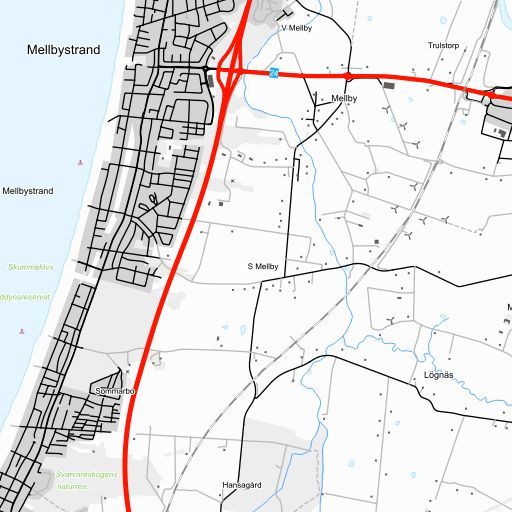 V Mellby
Mellbystrand
Trulstorp
24
Mellby
Mellbystrand
S Mellby
Skummelövs
ddynsreservat
M
Lögnäs
Sommarbo
Svarvareskogens
naturres.
Hansagård